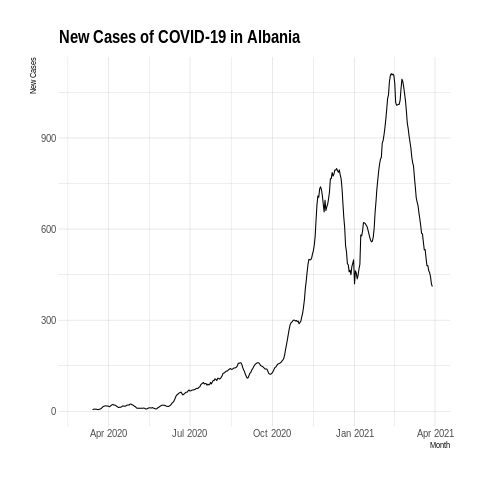 New Cases of COVID-19 in Albania
New Cases
900
600
300
0
Apr 2020
Jul 2020
Oct 2020
Jan 2021
Apr 2021
Month